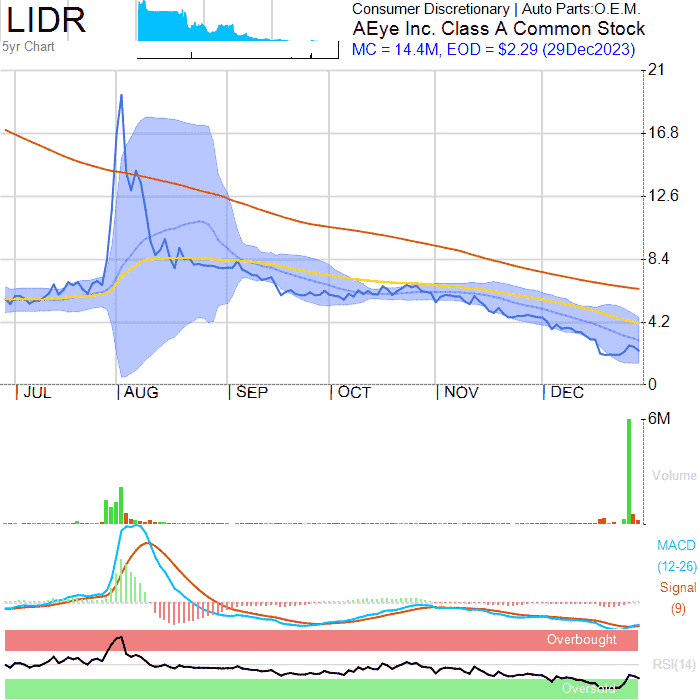 LIDR
5yr Chart
Consumer Discretionary | Auto Parts:O.E.M.
AEye Inc. Class A Common Stock
MC = 14.4M, EOD = $2.29 (29Dec2023)
21
16.8
12.6
8.4
4.2
0
JUL AUG SEP OCT NOV DEC
6M
Volume
MACD
(12-26)
Signal
(9)
Overbought
RSI(14)
Oversold